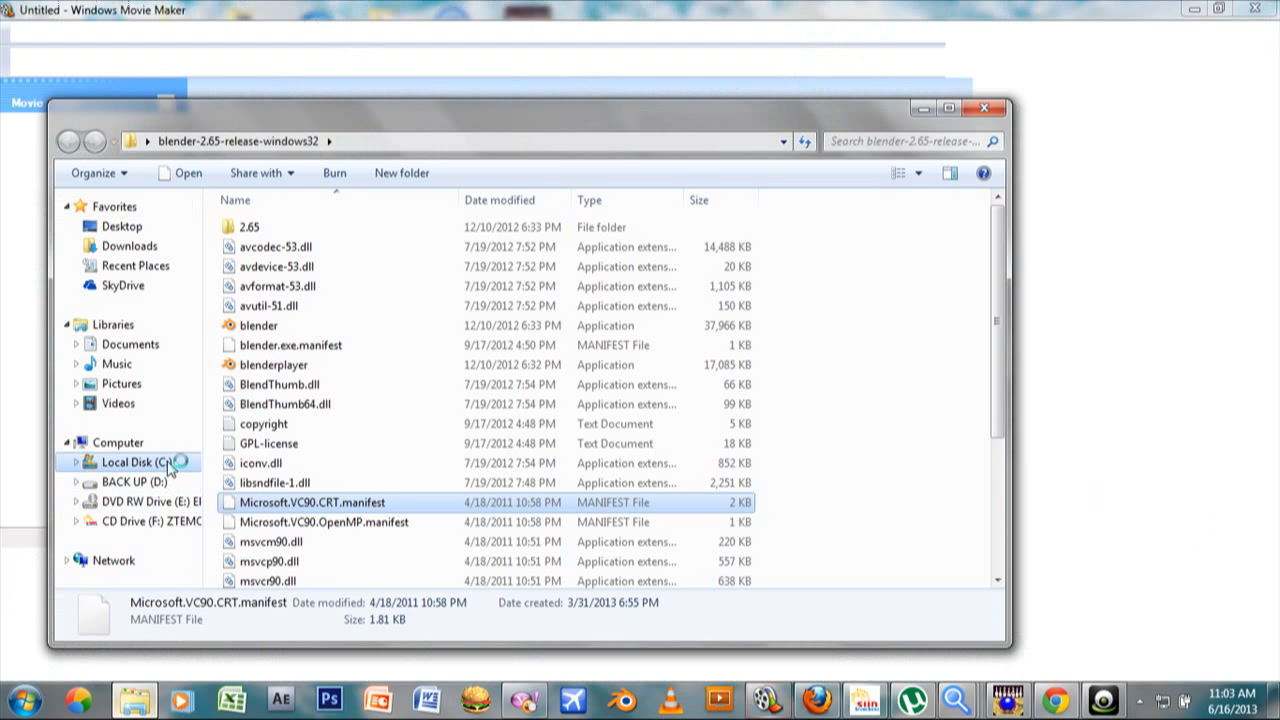 Untitled - Windows Movie Maker
Movie
blender-2.65-release-windows32
Search blender-2.65-release-...
Organize Open Share with Burn New folder
Name Date modified Type Size
Favorites
Desktop
Downloads
Recent Places
SkyDrive
Libraries
Documents
Music
Pictures
Videos
Computer
Local Disk (C:)
BACK UP (D:)
DVD RW Drive (E:) El
CD Drive (F:) ZTEMC
Network
2.65 12/10/2012 6:33 PM File folder
avcodec-53.dll 7/19/2012 7:52 PM Application extens... 14,488 KB
avdevice-53.dll 7/19/2012 7:52 PM Application extens... 20 KB
avformat-53.dll 7/19/2012 7:52 PM Application extens... 1,105 KB
avutil-51.dll 7/19/2012 7:52 PM Application extens... 150 KB
blender 12/10/2012 6:33 PM Application 37,966 KB
blender.exe.manifest 9/17/2012 4:50 PM MANIFEST File 1 KB
blenderplayer 12/10/2012 6:32 PM Application 17,085 KB
BlendThumb.dll 7/19/2012 7:54 PM Application extens... 66 KB
BlendThumb64.dll 7/19/2012 7:54 PM Application extens... 99 KB
copyright 9/17/2012 4:48 PM Text Document 5 KB
GPL-license 9/17/2012 4:48 PM Text Document 18 KB
iconv.dll 7/19/2012 7:54 PM Application extens... 852 KB
libsndfile-1.dll 7/19/2012 7:48 PM Application extens... 2,251 KB
Microsoft.VC90.CRT.manifest 4/18/2011 10:58 PM MANIFEST File 2 KB
Microsoft.VC90.OpenMP.manifest 4/18/2011 10:58 PM MANIFEST File 1 KB
msvcm90.dll 4/18/2011 10:51 PM Application extens... 220 KB
msvcp90.dll 4/18/2011 10:51 PM Application extens... 557 KB
msvcr90.dll 4/18/2011 10:51 PM Application extens... 638 KB
Microsoft.VC90.CRT.manifest Date modified: 4/18/2011 10:58 PM Date created: 3/31/2013 6:55 PM
MANIFEST File Size: 1.81 KB
AE Ps sun
11:03 AM
6/16/2013